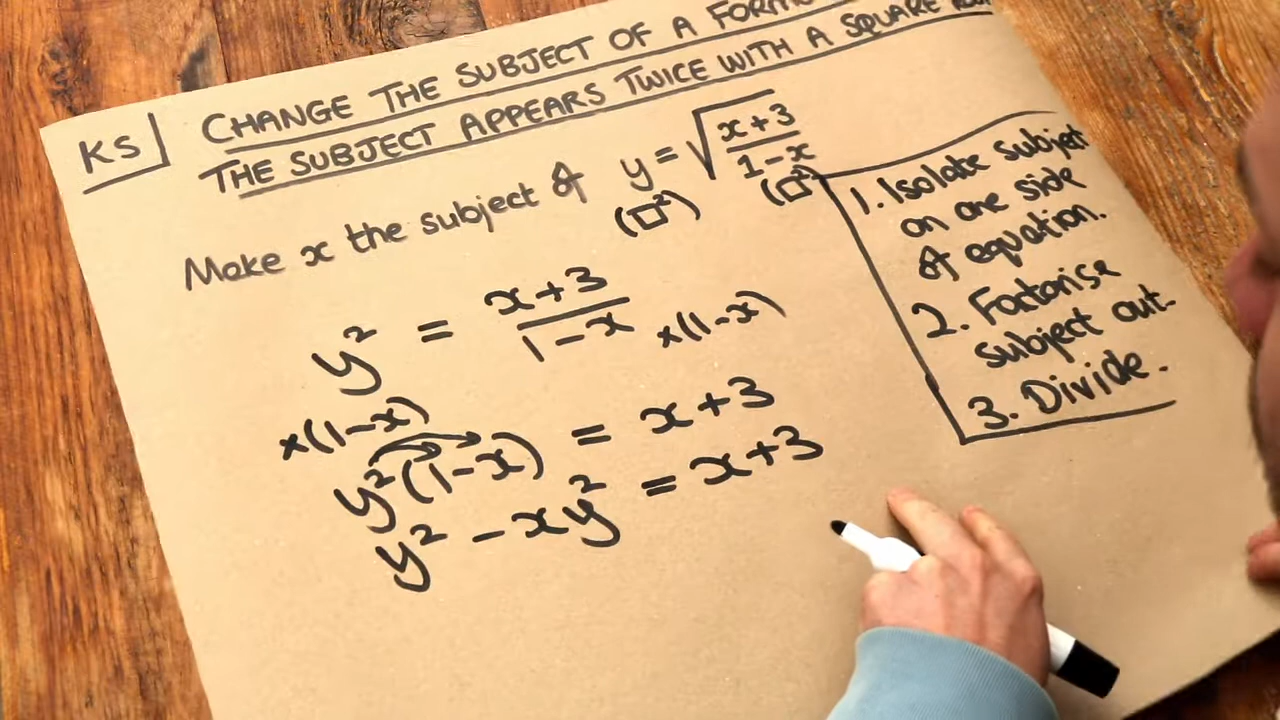 KS
CHANGE THE SUBJECT OF A
THE SUBJECT APPEARS TWICE WITH A SQUARE
Make x the subject of y = √((x+3)/(1-x))
(□²) (□²)
y² = (x+3)/(1-x) ×(1-x)
×(1-x)
y²(1-x) = x+3
y² - xy² = x+3
1. Isolate subject
on one side
of equation.
2. Factorise
subject out.
3. Divide.